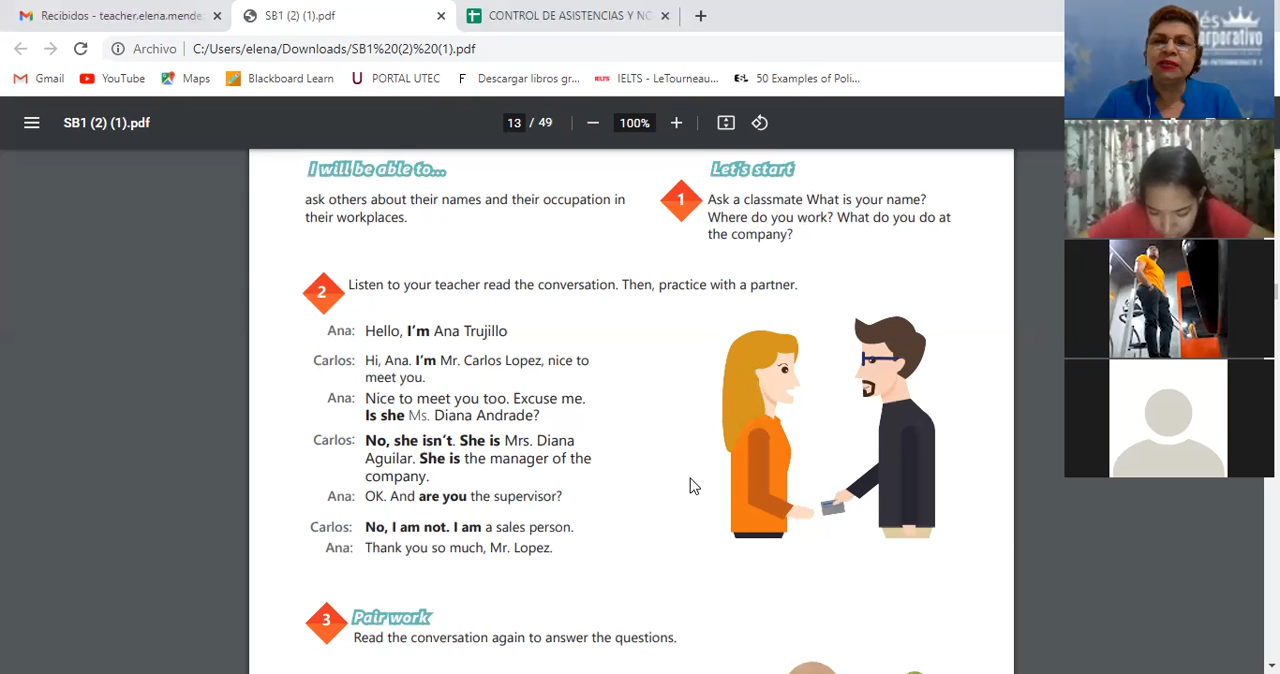 Recibidos - teacher.elena.mende
SB1 (2) (1).pdf
CONTROL DE ASISTENCIAS Y NC
Archivo
C:/Users/elena/Downloads/SB1%20(2)%20(1).pdf
Gmail
YouTube
Maps
Blackboard Learn
PORTAL UTEC
Descargar libros gr...
IELTS - LeTourneau...
50 Examples of Poli...
SB1 (2) (1).pdf
13 / 49
100%
I will be able to...
ask others about their names and their occupation in
their workplaces.
Let's start
1
Ask a classmate What is your name?
Where do you work? What do you do at
the company?
2
Listen to your teacher read the conversation. Then, practice with a partner.
Ana: Hello, I'm Ana Trujillo
Carlos: Hi, Ana. I'm Mr. Carlos Lopez, nice to
meet you.
Ana: Nice to meet you too. Excuse me.
Is she Ms. Diana Andrade?
Carlos: No, she isn't. She is Mrs. Diana
Aguilar. She is the manager of the
company.
Ana: OK. And are you the supervisor?
Carlos: No, I am not. I am a sales person.
Ana: Thank you so much, Mr. Lopez.
3
Pair work
Read the conversation again to answer the questions.